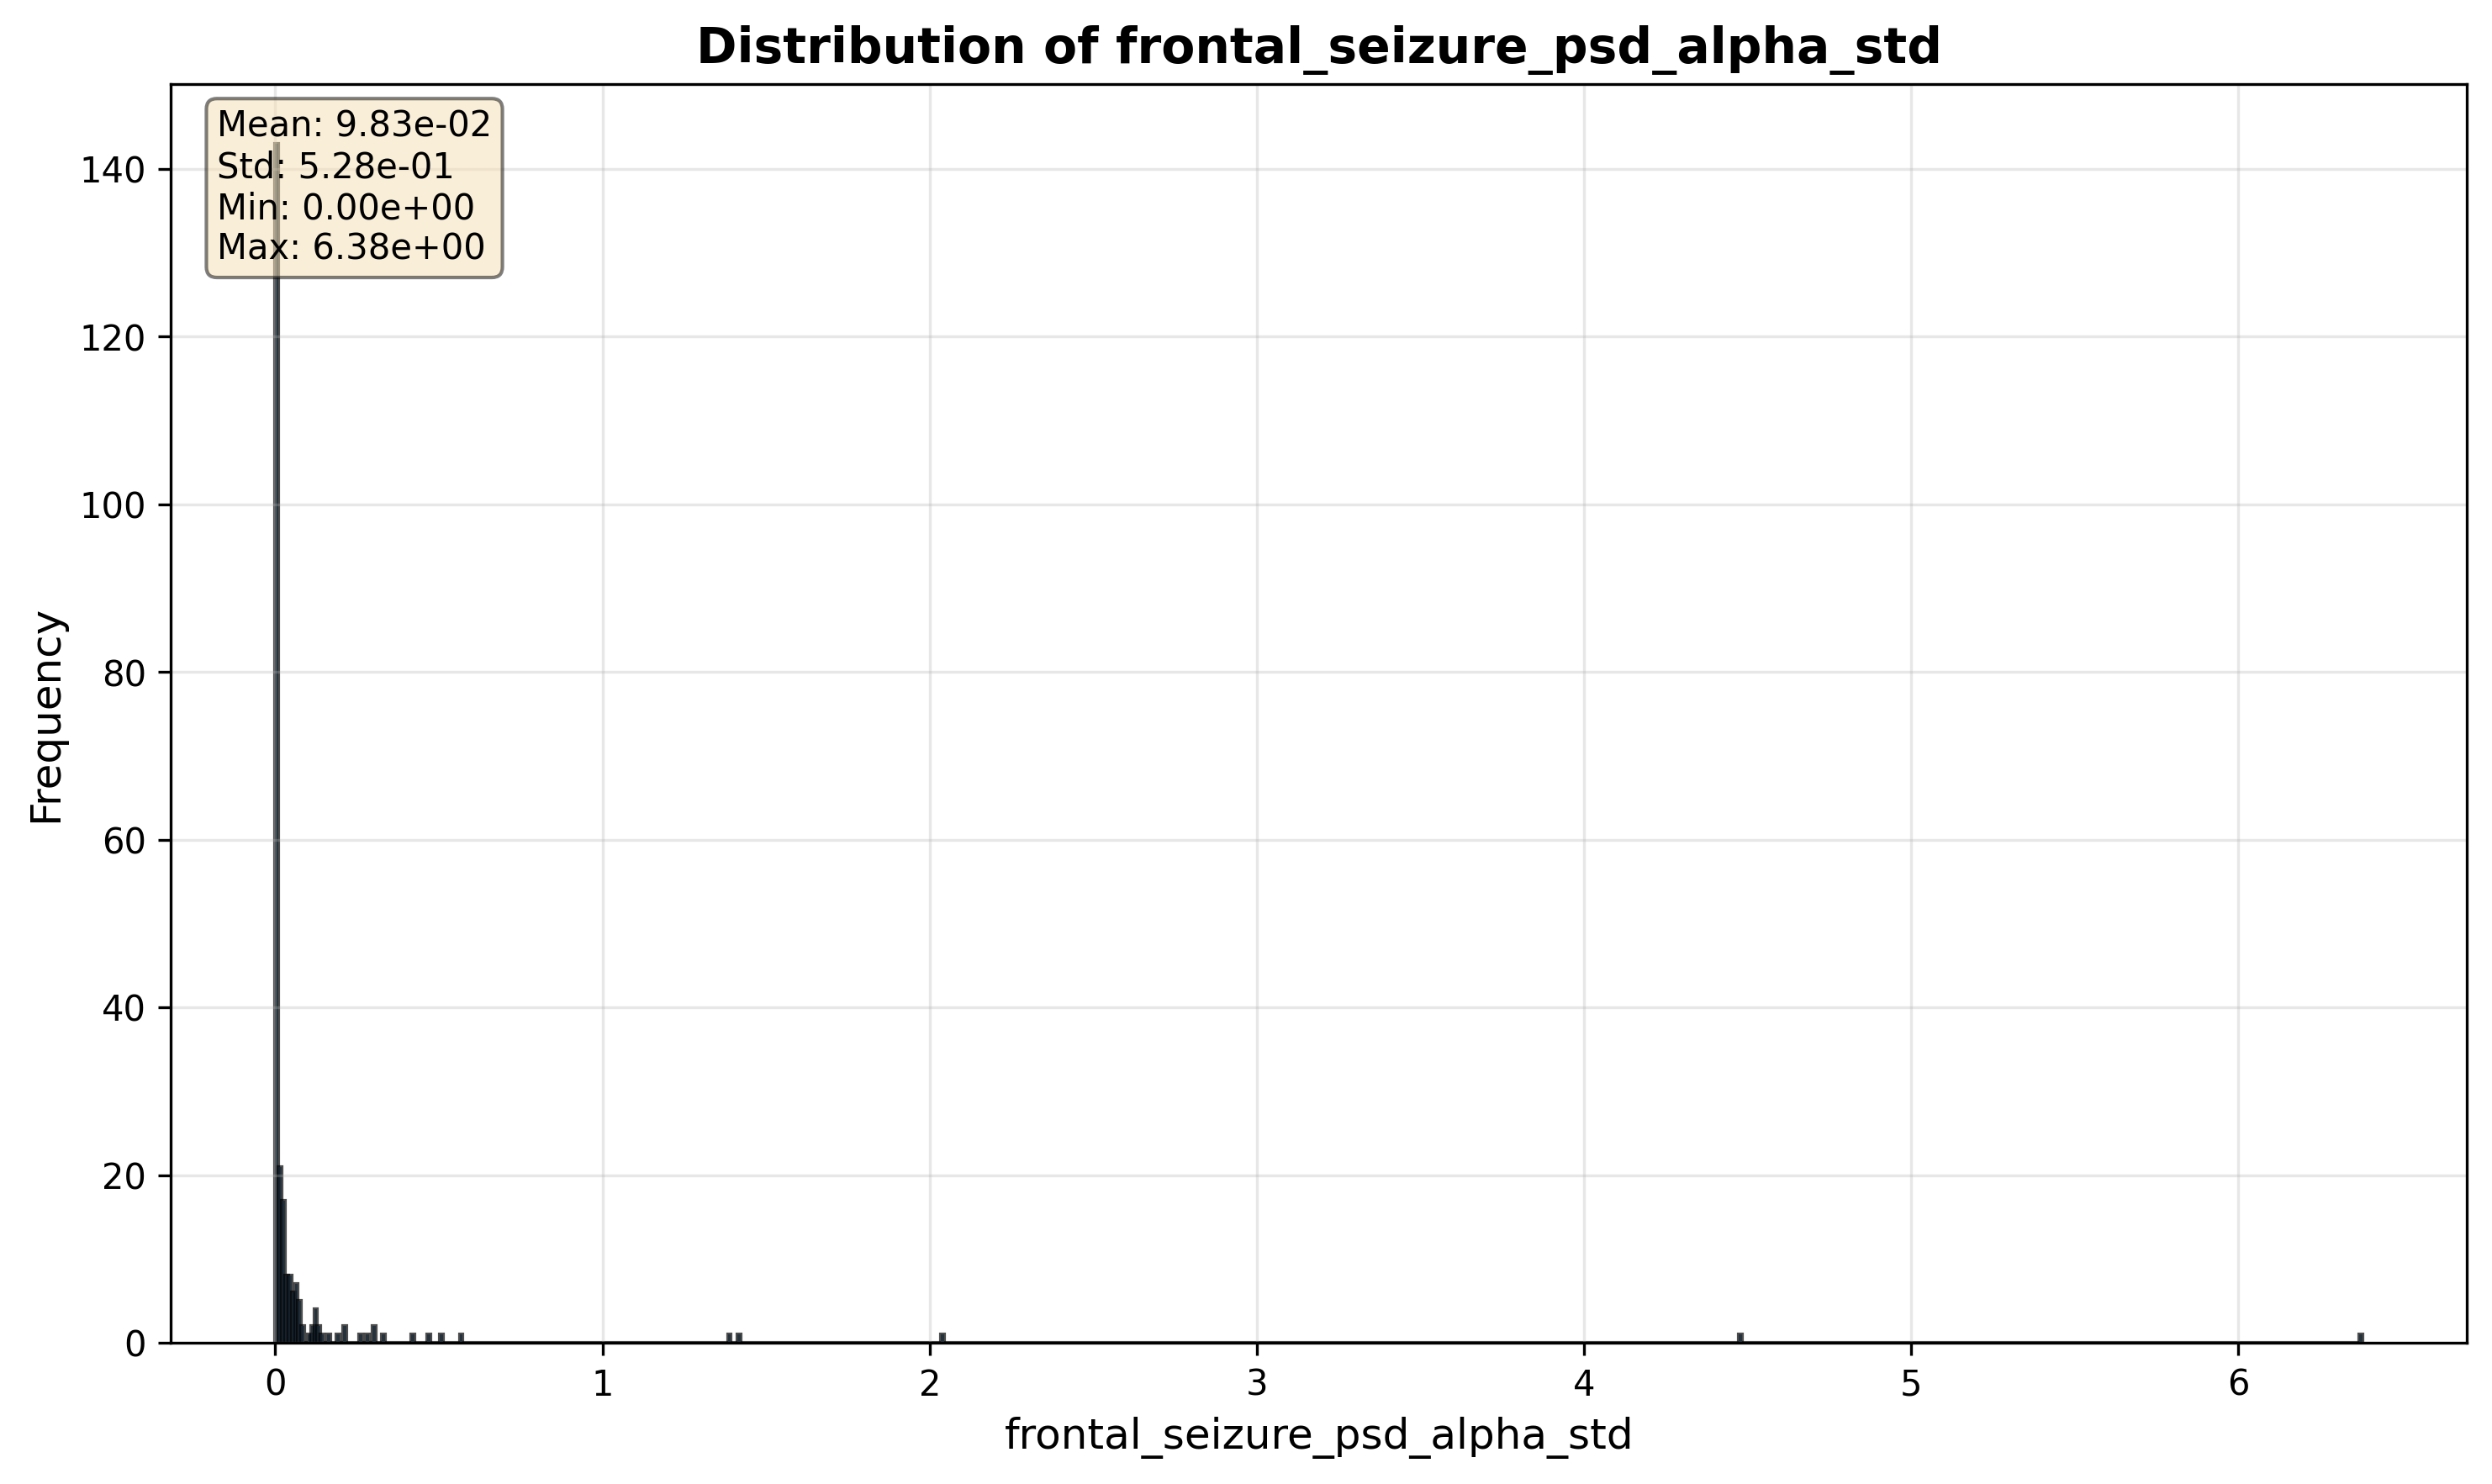 Distribution of frontal_seizure_psd_alpha_std
Mean: 9.83e-02
Std: 5.28e-01
Min: 0.00e+00
Max: 6.38e+00
140
120
100
80
60
40
20
0
Frequency
0 1 2 3 4 5 6
frontal_seizure_psd_alpha_std